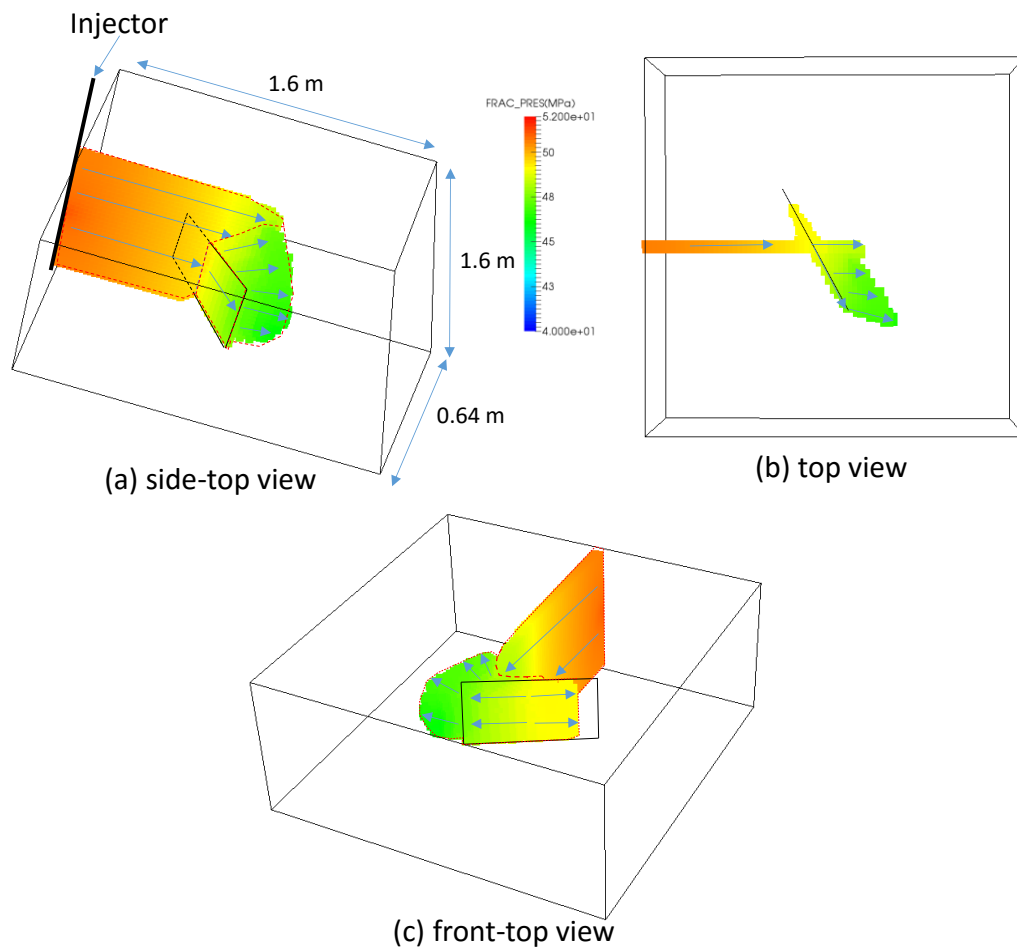 Injector
1.6 m
FRAC_PRES(MPa)
5.200e+01
50
48
45
43
42
4.000e+01
1.6 m
0.64 m
(a) side-top view
(b) top view
(c) front-top view